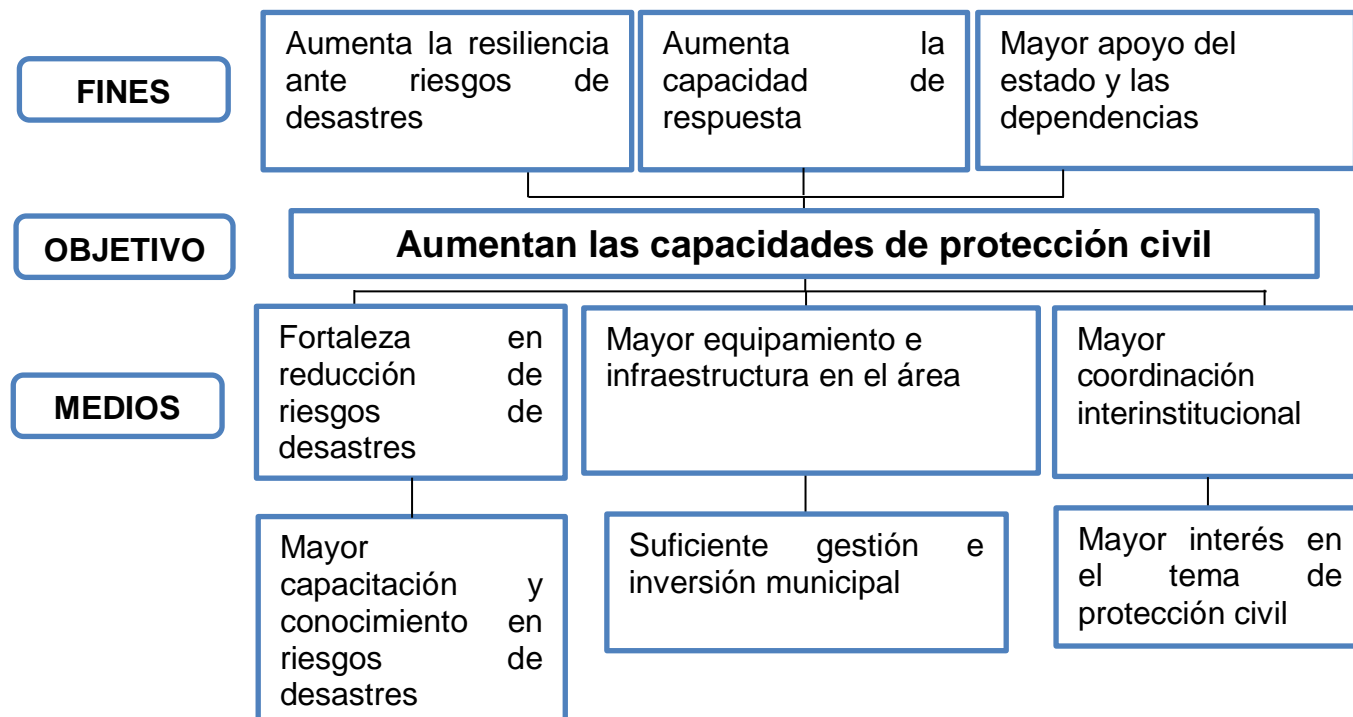 FINES
Aumenta la resiliencia
ante riesgos de
desastres
Aumenta la
capacidad de
respuesta
Mayor apoyo del
estado y las
dependencias
OBJETIVO
Aumentan las capacidades de protección civil
MEDIOS
Fortaleza en
reducción de
riesgos de
desastres
Mayor equipamiento e
infraestructura en el área
Mayor
coordinación
interinstitucional
Mayor
capacitación y
conocimiento en
riesgos de
desastres
Suficiente gestión e
inversión municipal
Mayor interés en
el tema de
protección civil